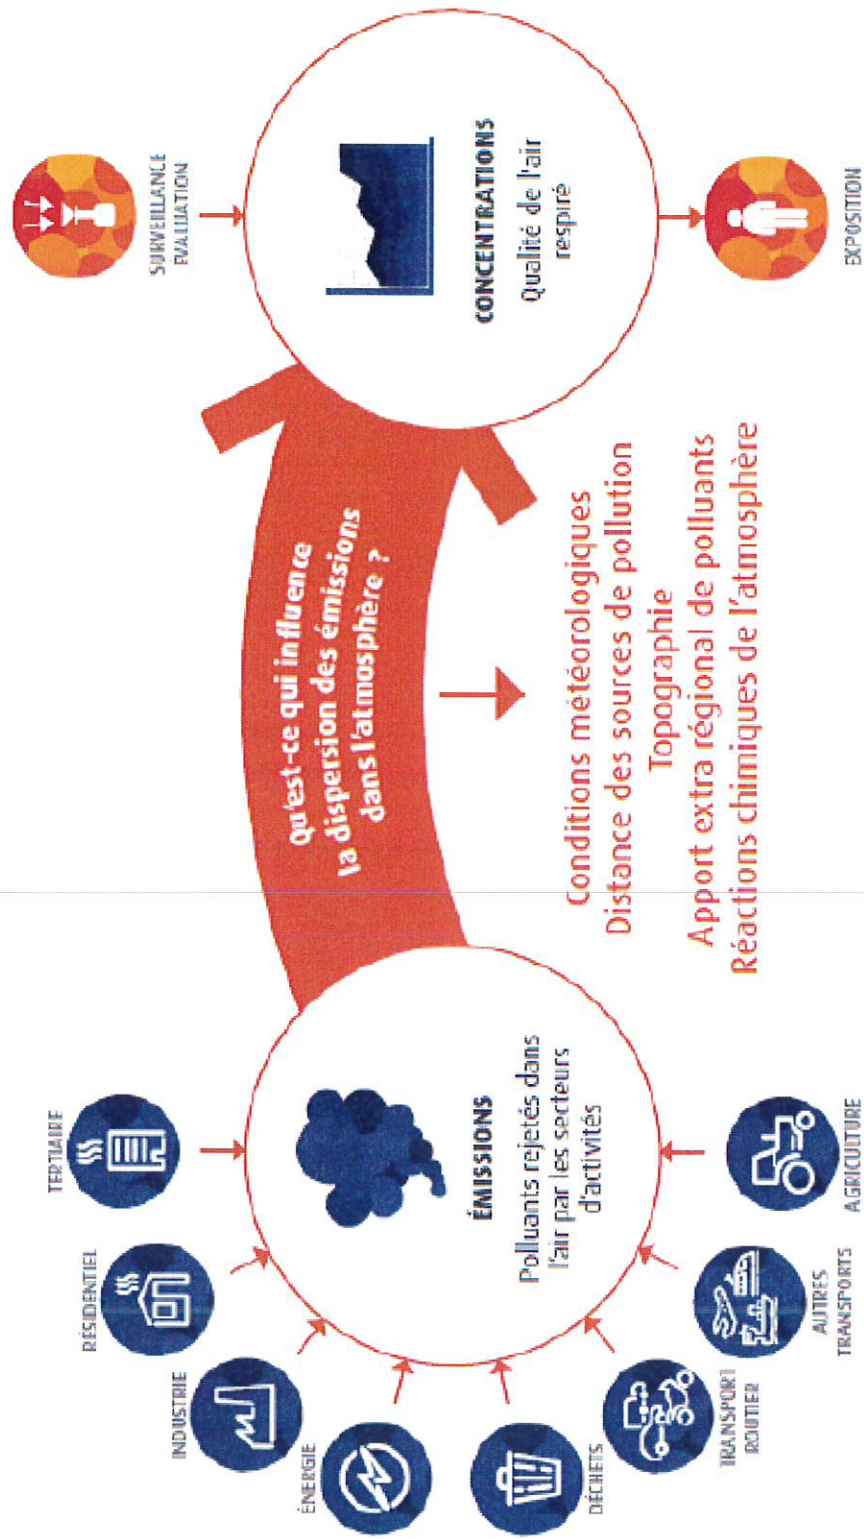 TERTIAIRE
RÉSIDENTIEL
INDUSTRIE
ÉNERGIE
DÉCHETS
TRANSPORT
ROUTIER
AUTRES
TRANSPORTS
AGRICULTURE
ÉMISSIONS
Polluants rejetés dans
l'air par les secteurs
d'activités
Qu'est-ce qui influence
la dispersion des émissions
dans l'atmosphère ?
Conditions météorologiques
Distance des sources de pollution
Topographie
Apport extra régional de polluants
Réactions chimiques de l'atmosphère
SURVEILLANCE
EVALUATION
CONCENTRATIONS
Qualité de l'air
respiré
EXPOSITION